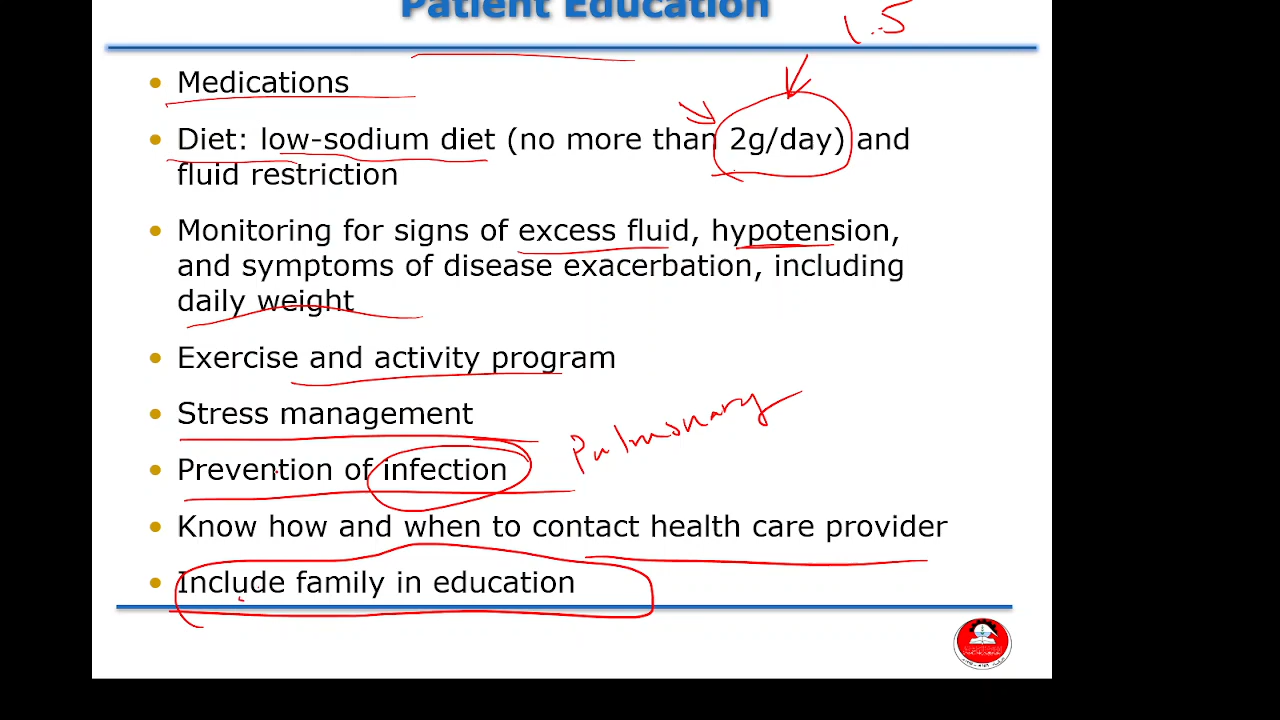 Patient Education
1.5
• Medications
• Diet: low-sodium diet (no more than 2g/day) and
fluid restriction
• Monitoring for signs of excess fluid, hypotension,
and symptoms of disease exacerbation, including
daily weight
• Exercise and activity program
• Stress management
Pulmonary
• Prevention of infection
• Know how and when to contact health care provider
• Include family in education